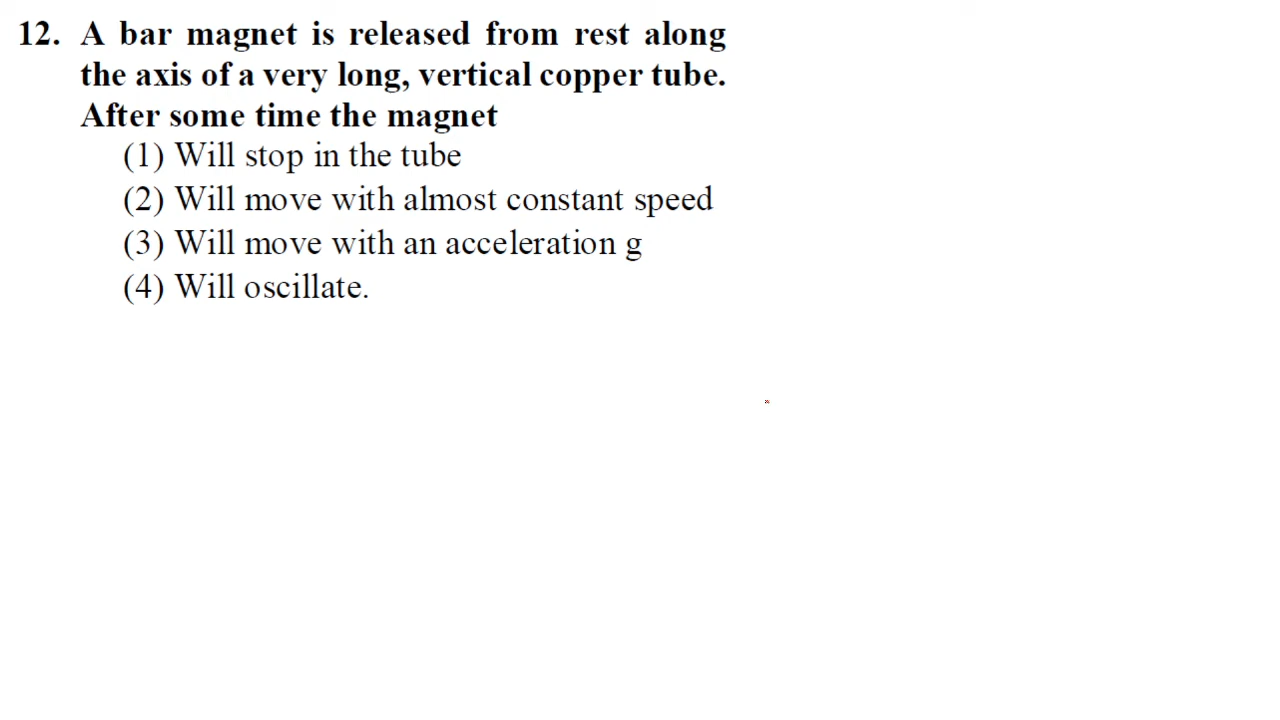 12. A bar magnet is released from rest along
the axis of a very long, vertical copper tube.
After some time the magnet
(1) Will stop in the tube
(2) Will move with almost constant speed
(3) Will move with an acceleration g
(4) Will oscillate.